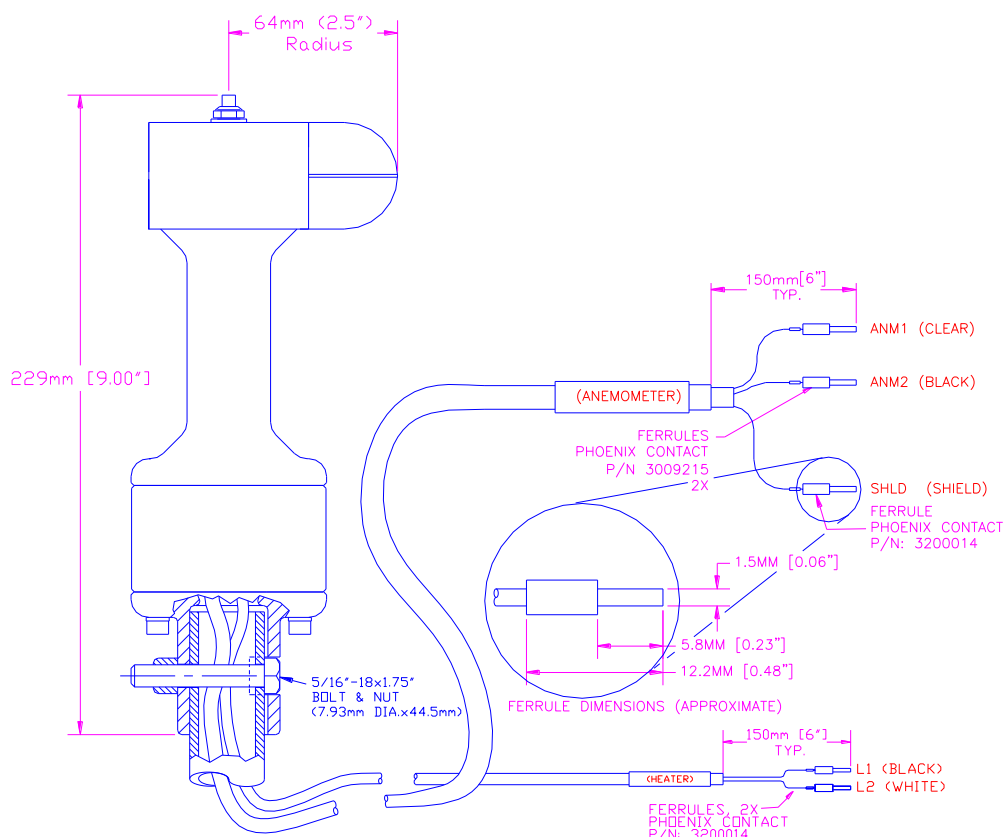 64mm (2.5")
Radius
229mm [9.00"]
150mm[6"]
TYP.
ANM1 (CLEAR)
(ANEMOMETER)
ANM2 (BLACK)
FERRULES
PHOENIX CONTACT
P/N 3009215
2X
SHLD (SHIELD)
FERRULE
PHOENIX CONTACT
P/N: 3200014
1.5MM [0.06"]
5.8MM [0.23"]
12.2MM [0.48"]
FERRULE DIMENSIONS (APPROXIMATE)
5/16"-18x1.75"
BOLT & NUT
(7.93mm DIA.x44.5mm)
150mm [6"]
TYP.
(HEATER)
L1 (BLACK)
L2 (WHITE)
FERRULES, 2X
PHOENIX CONTACT
P/N: 3200014